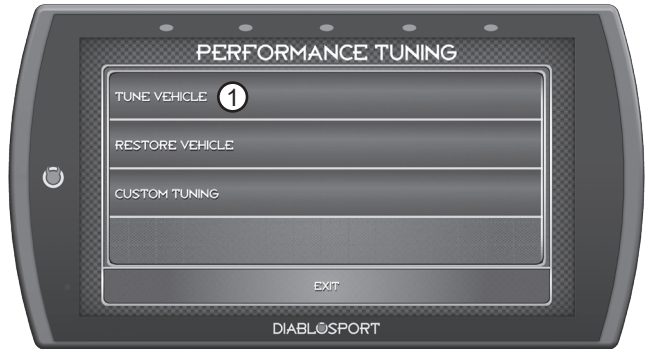 PERFORMANCE TUNING
TUNE VEHICLE 1
RESTORE VEHICLE
CUSTOM TUNING
EXIT
DIABLOSPORT